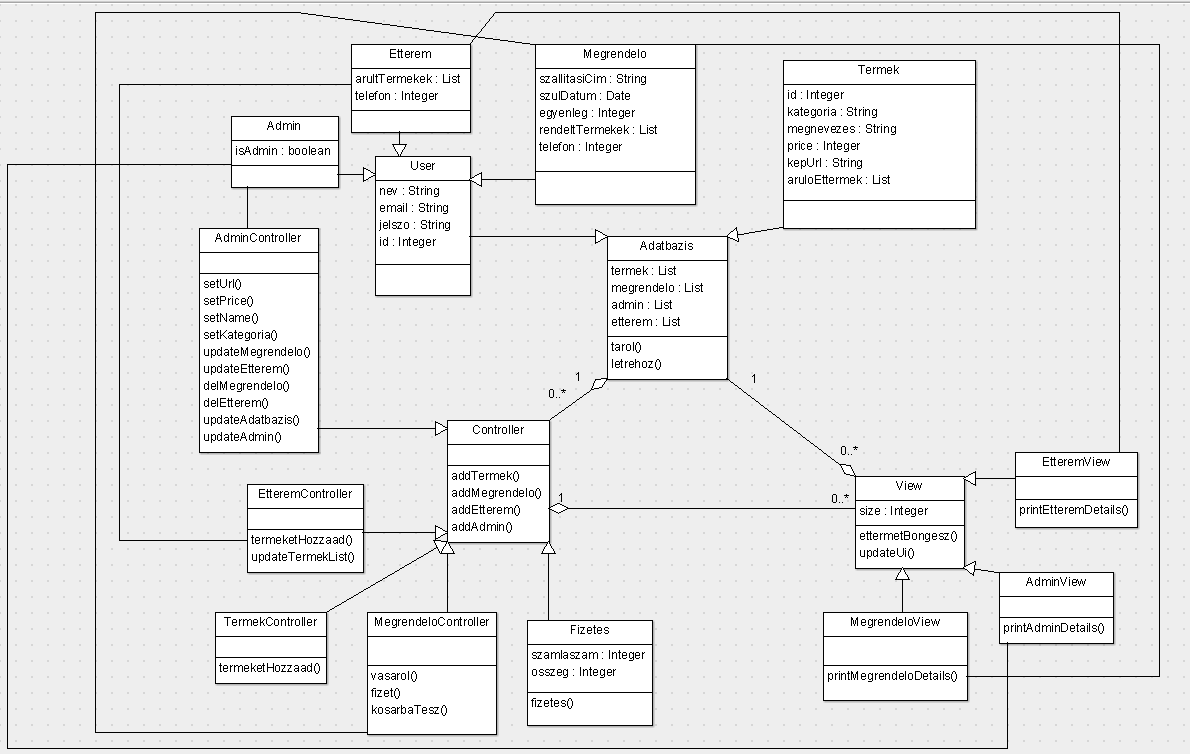 Etterem
arultTermekek : List
telefon : Integer
Megrendelo
szallitasiCim : String
szulDatum : Date
egyenleg : Integer
rendeltTermekek : List
telefon : Integer
Termek
id : Integer
kategoria : String
megnevezes : String
price : Integer
kepUrl : String
aruloEttermek : List
Admin
isAdmin : boolean
User
nev : String
email : String
jelszo : String
id : Integer
AdminController
setUrl()
setPrice()
setName()
setKategoria()
updateMegrendelo()
updateEtterem()
delMegrendelo()
delEtterem()
updateAdatbazis()
updateAdmin()
Adatbazis
termek : List
megrendelo : List
admin : List
etterem : List
tarol()
letrehoz()
1
0..*
1
0..*
Controller
addTermek()
addMegrendelo()
addEtterem()
addAdmin()
1
0..*
View
size : Integer
ettermetBongesz()
updateUi()
EtteremView
printEtteremDetails()
EtteremController
termeketHozzaad()
updateTermekList()
TermekController
termeketHozzaad()
MegrendeloController
vasarol()
fizet()
kosarbaTesz()
Fizetes
szamlaszam : Integer
osszeg : Integer
fizetes()
MegrendeloView
printMegrendeloDetails()
AdminView
printAdminDetails()